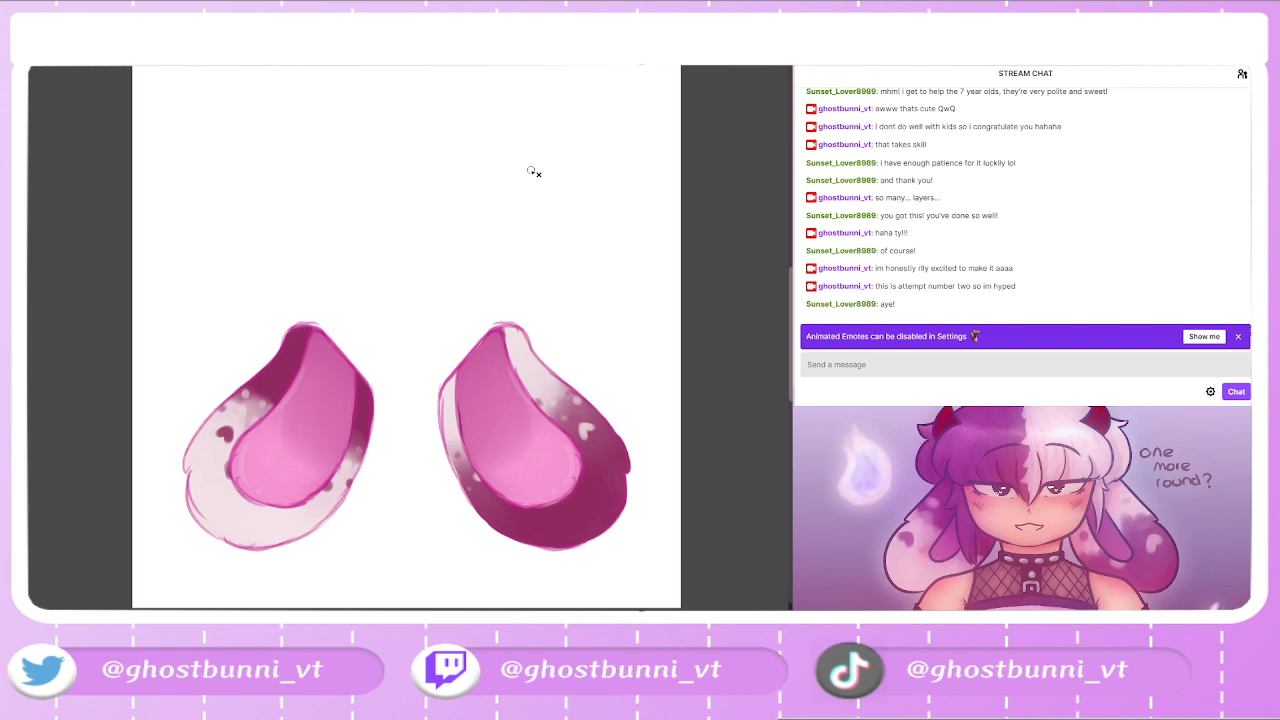 STREAM CHAT
Sunset_Lover8989: mhm! i get to help the 7 year olds, they're very polite and sweet!
ghostbunni_vt: awww thats cute QwQ
ghostbunni_vt: i dont do well with kids so i congratulate you hahaha
ghostbunni_vt: that takes skill
Sunset_Lover8989: i have enough patience for it luckily lol
Sunset_Lover8989: and thank you!
ghostbunni_vt: so many... layers...
Sunset_Lover8989: you got this! you've done so well!
ghostbunni_vt: haha ty!!!
Sunset_Lover8989: of course!
ghostbunni_vt: im honestly rlly excited to make it aaaa
ghostbunni_vt: this is attempt number two so im hyped
Sunset_Lover8989: aye!
Animated Emotes can be disabled in Settings
Show me
Send a message
Chat
one
more
round?
@ghostbunni_vt
@ghostbunni_vt
@ghostbunni_vt